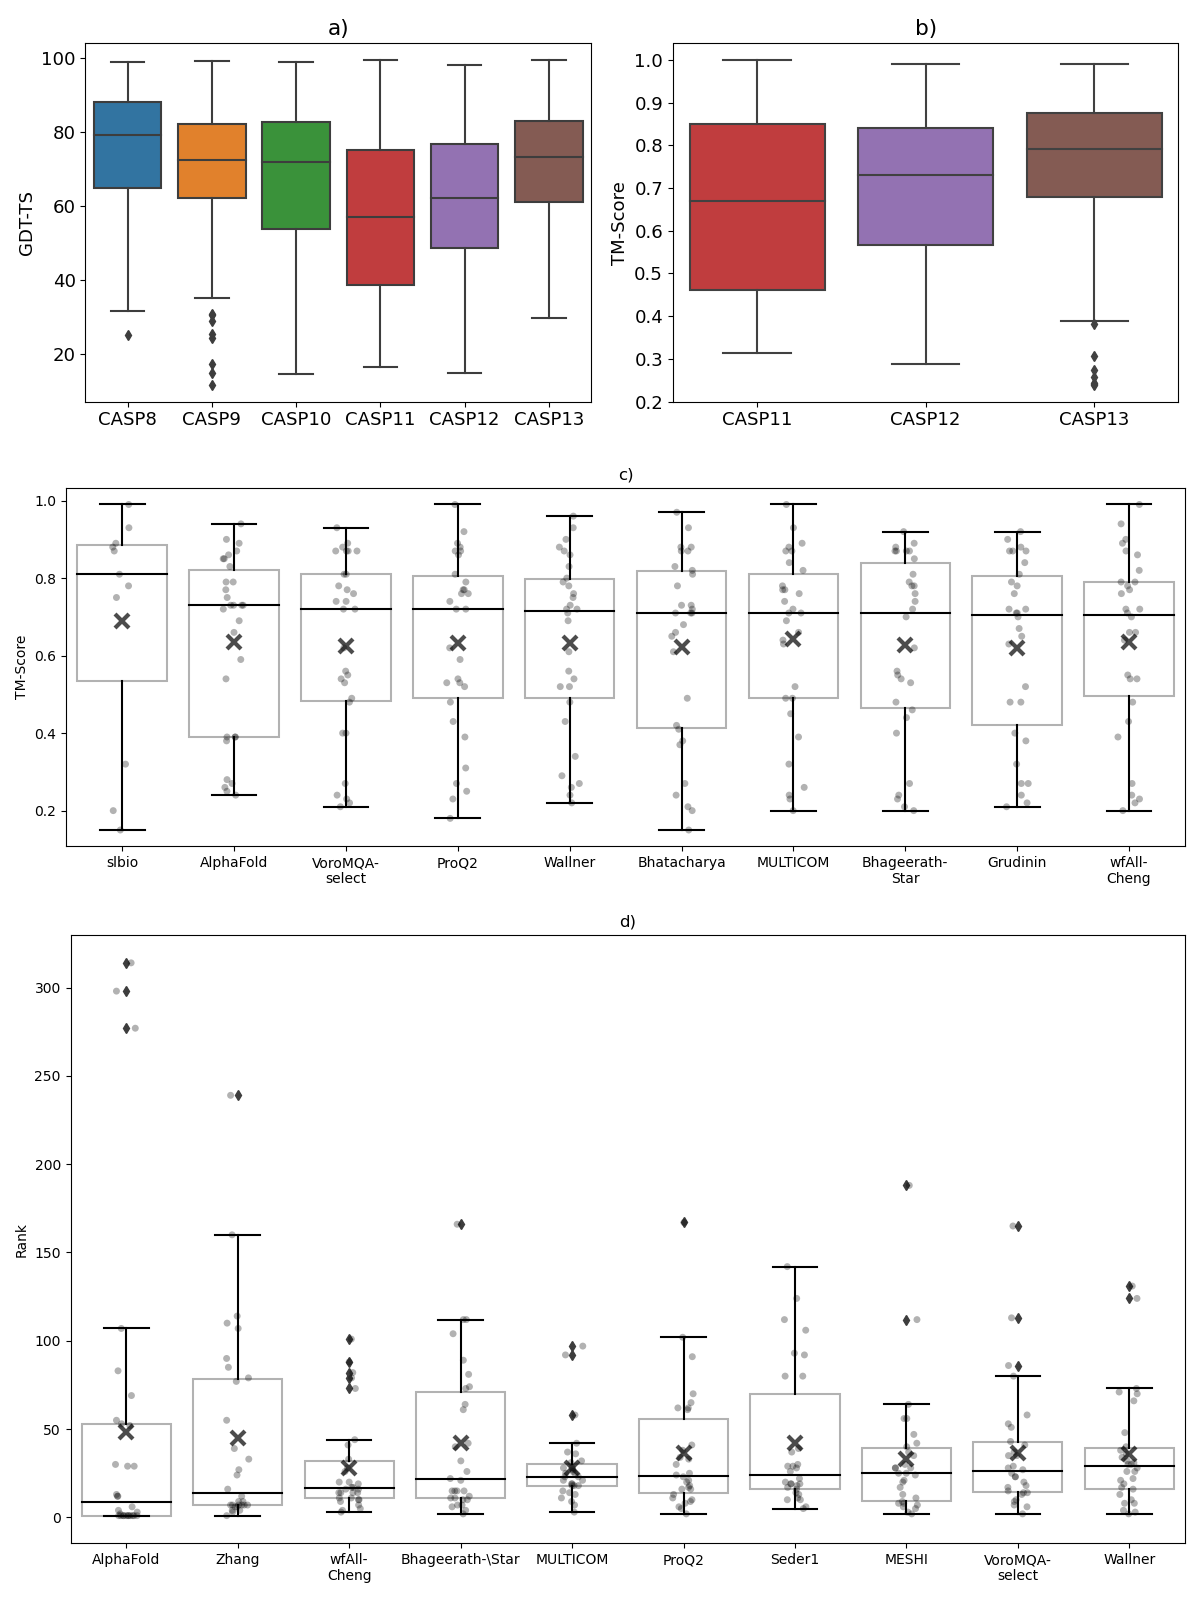 a)
100
80
60
40
20
GDT-TS
CASP8 CASP9 CASP10 CASP11 CASP12 CASP13
b)
1.0
0.9
0.8
0.7
0.6
0.5
0.4
0.3
0.2
TM-Score
CASP11 CASP12 CASP13
c)
1.0
0.8
0.6
0.4
0.2
TM-Score
slbio AlphaFold VoroMQA- ProQ2 Wallner Bhatacharya MULTICOM Bhageerath- Grudinin wfAll-
select Star Cheng
d)
300
250
200
150
100
50
0
Rank
AlphaFold Zhang wfAll- Bhageerath-\Star MULTICOM ProQ2 Seder1 MESHI VoroMQA- Wallner
Cheng select